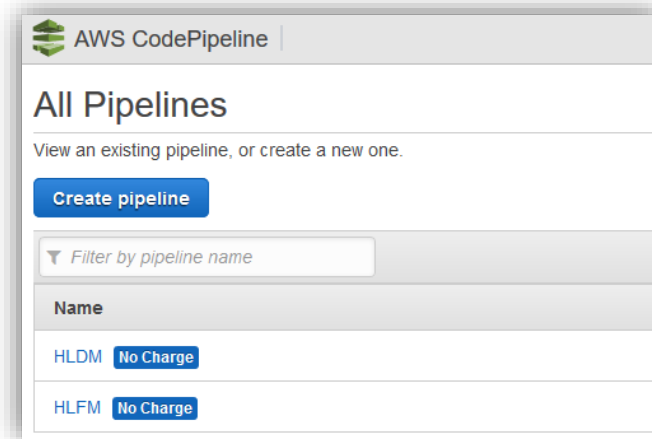 AWS CodePipeline
All Pipelines
View an existing pipeline, or create a new one.
Create pipeline
Filter by pipeline name
Name
HLDM No Charge
HLFM No Charge